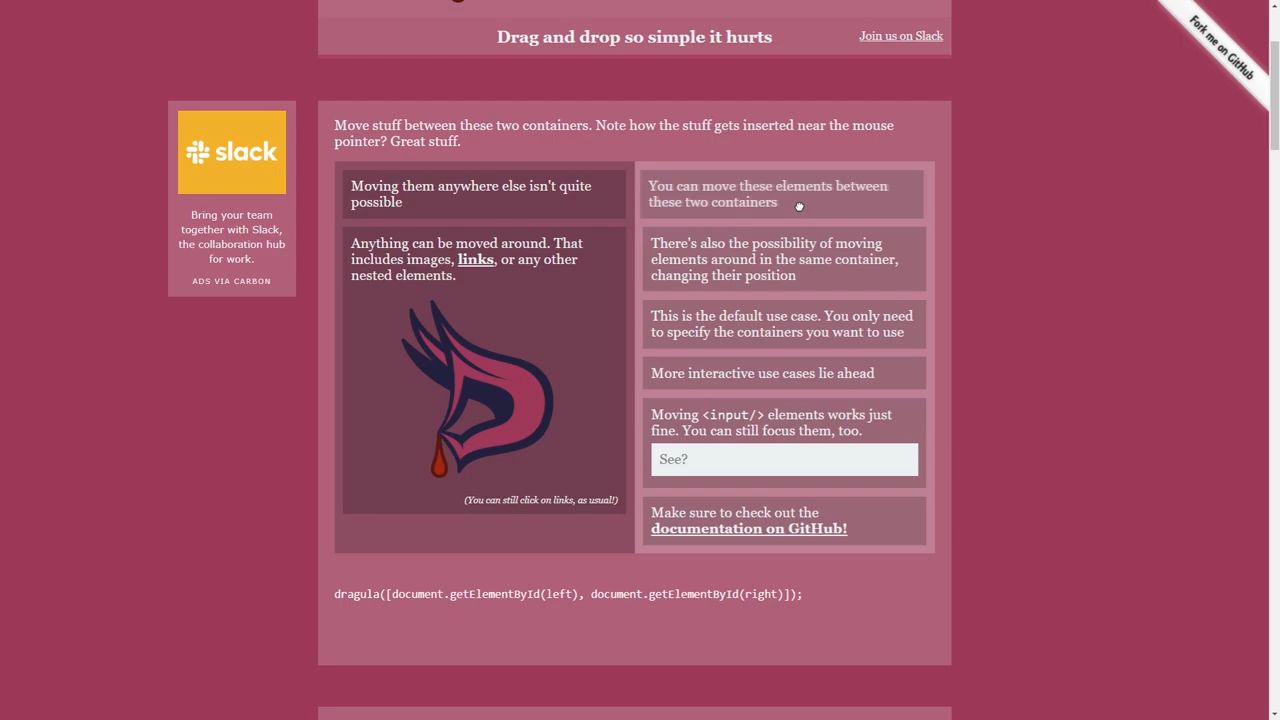 Drag and drop so simple it hurts
Join us on Slack
Fork me on GitHub
slack
Bring your team
together with Slack,
the collaboration hub
for work.
ADS VIA CARBON
Move stuff between these two containers. Note how the stuff gets inserted near the mouse
pointer? Great stuff.
Moving them anywhere else isn't quite
possible
Anything can be moved around. That
includes images, links, or any other
nested elements.
(You can still click on links, as usual!)
You can move these elements between
these two containers
There's also the possibility of moving
elements around in the same container,
changing their position
This is the default use case. You only need
to specify the containers you want to use
More interactive use cases lie ahead
Moving <input/> elements works just
fine. You can still focus them, too.
See?
Make sure to check out the
documentation on GitHub!
dragula([document.getElementById(left), document.getElementById(right)]);